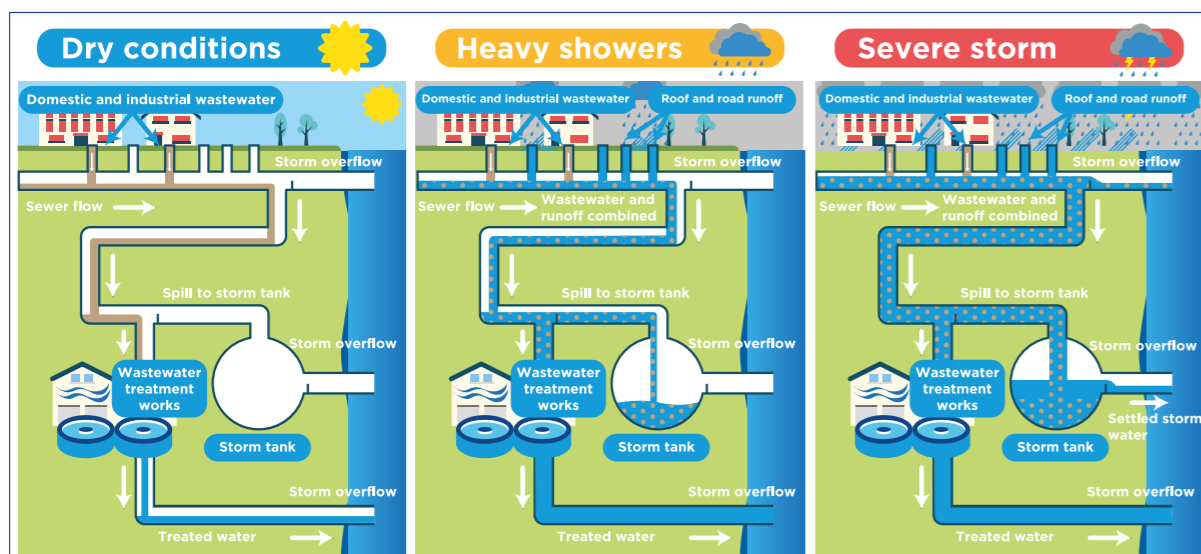 Dry conditions
Domestic and industrial wastewater
Storm overflow
Sewer flow
Spill to storm tank
Storm overflow
Wastewater
treatment
works
Storm tank
Storm overflow
Treated water
Heavy showers
Domestic and industrial wastewater
Roof and road runoff
Storm overflow
Sewer flow
Wastewater and
runoff combined
Spill to storm tank
Storm overflow
Wastewater
treatment
works
Storm tank
Storm overflow
Treated water
Severe storm
Domestic and industrial wastewater
Roof and road runoff
Storm overflow
Sewer flow
Wastewater and
runoff combined
Spill to storm tank
Storm overflow
Wastewater
treatment
works
Settled storm
water
Storm tank
Storm overflow
Treated water